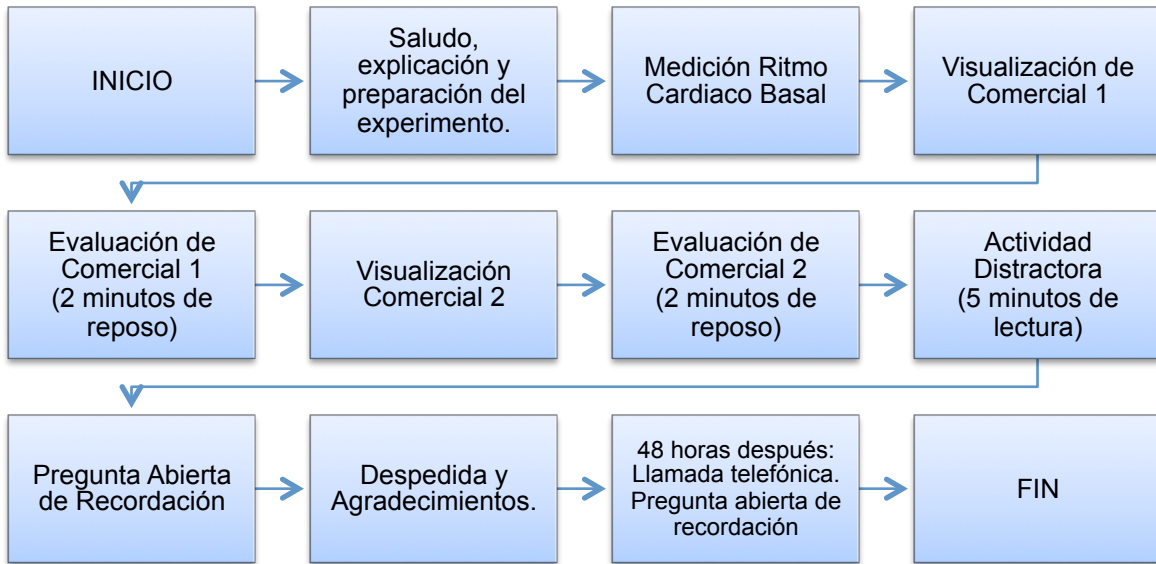 INICIO
Saludo,
explicación y
preparación del
experimento.
Medición Ritmo
Cardiaco Basal
Visualización de
Comercial 1
Evaluación de
Comercial 1
(2 minutos de
reposo)
Visualización
Comercial 2
Evaluación de
Comercial 2
(2 minutos de
reposo)
Actividad
Distractora
(5 minutos de
lectura)
Pregunta Abierta
de Recordación
Despedida y
Agradecimientos.
48 horas después:
Llamada telefónica.
Pregunta abierta de
recordación
FIN